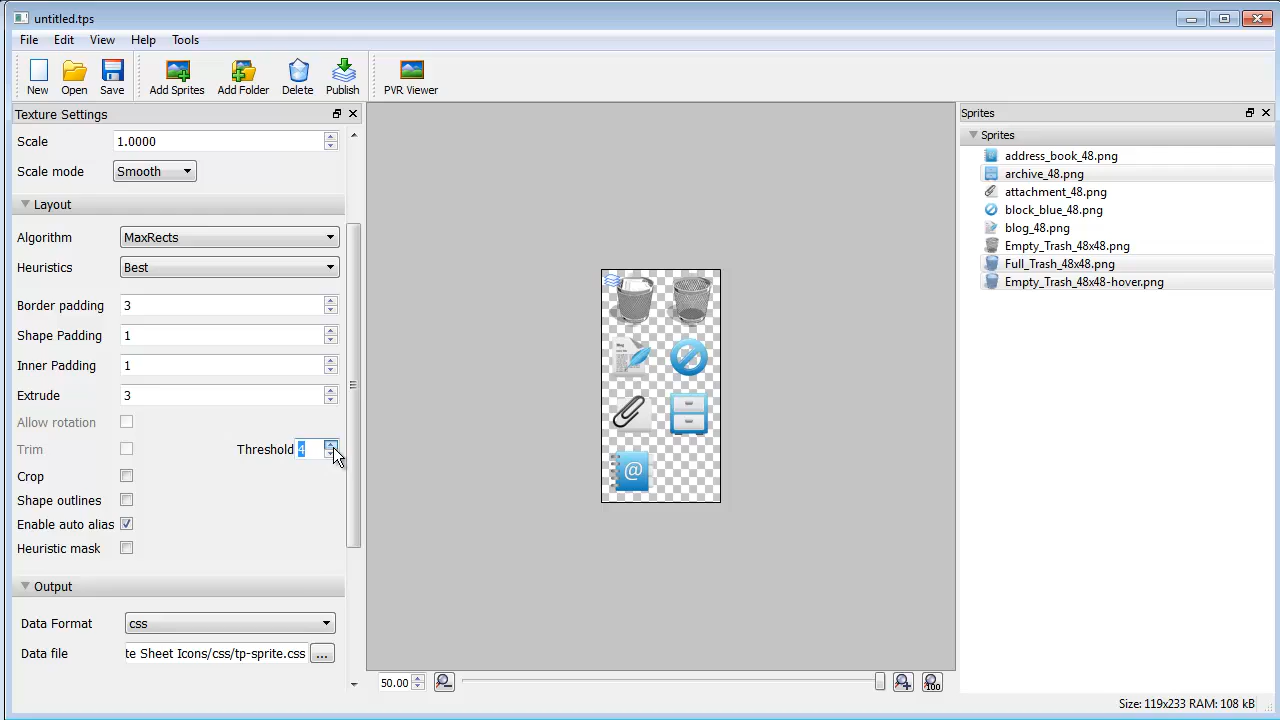 untitled.tps
File Edit View Help Tools
New Open Save Add Sprites Add Folder Delete Publish PVR Viewer
Texture Settings
Scale 1.0000
Scale mode Smooth
Layout
Algorithm MaxRects
Heuristics Best
Border padding 3
Shape Padding 1
Inner Padding 1
Extrude 3
Allow rotation
Trim Threshold 4
Crop
Shape outlines
Enable auto alias
Heuristic mask
Output
Data Format css
Data file te Sheet Icons/css/tp-sprite.css ...
50.00
100
Sprites
Sprites
address_book_48.png
archive_48.png
attachment_48.png
block_blue_48.png
blog_48.png
Empty_Trash_48x48.png
Full_Trash_48x48.png
Empty_Trash_48x48-hover.png
Size: 119x233 RAM: 108 kB